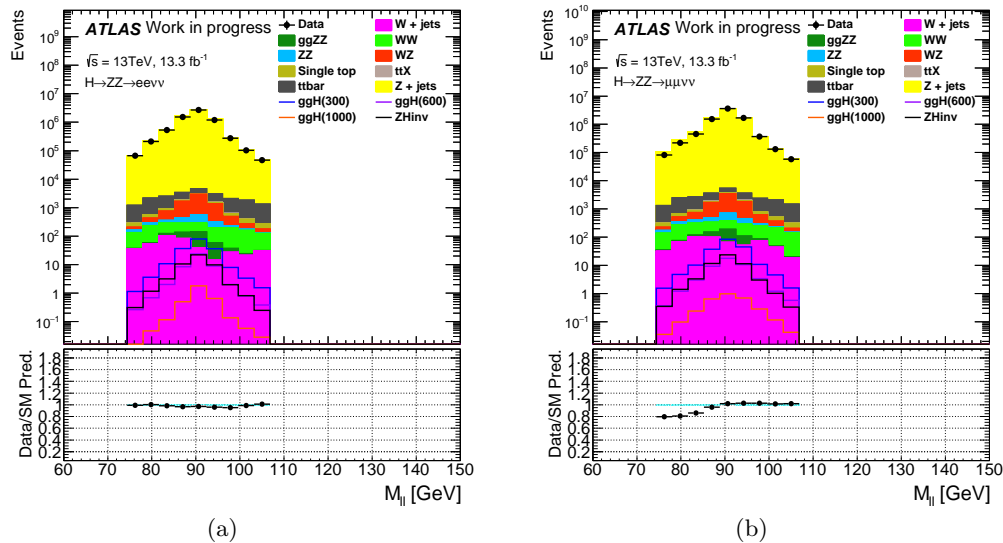 Events
10⁹
10⁸
10⁷
10⁶
10⁵
10⁴
10³
10²
10
1
10⁻¹
ATLAS Work in progress
√s = 13TeV, 13.3 fb⁻¹
H→ZZ→eeνν
Data
ggZZ
ZZ
Single top
ttbar
ggH(300)
ggH(1000)
W + jets
WW
WZ
ttX
Z + jets
ggH(600)
ZHinv
Data/SM Pred.
1.8
1.6
1.4
1.2
1
0.8
0.6
0.4
0.2
60 70 80 90 100 110 120 130 140 150
M_ll [GeV]
(a)
Events
10¹⁰
10⁹
10⁸
10⁷
10⁶
10⁵
10⁴
10³
10²
10
1
10⁻¹
ATLAS Work in progress
√s = 13TeV, 13.3 fb⁻¹
H→ZZ→μμνν
Data
ggZZ
ZZ
Single top
ttbar
ggH(300)
ggH(1000)
W + jets
WW
WZ
ttX
Z + jets
ggH(600)
ZHinv
Data/SM Pred.
1.8
1.6
1.4
1.2
1
0.8
0.6
0.4
0.2
60 70 80 90 100 110 120 130 140 150
M_ll [GeV]
(b)